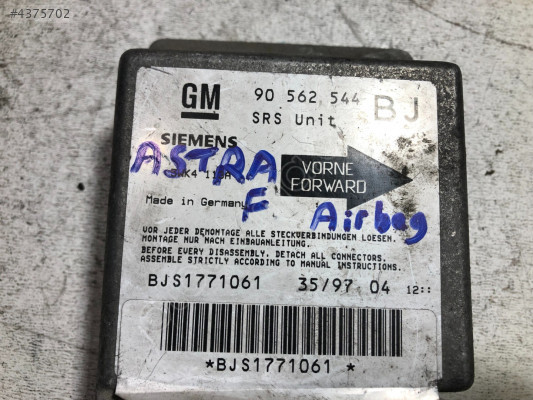 #4375702
GM
90 562 544 BJ
SRS Unit
SIEMENS
ASTRA
VORNE
FORWARD
F
Airbag
Made in Germany
VOR JEDER DEMONTAGE ALLE STECKVERBINDUNGEN LOESEN.
MONTAGE NUR NACH EINBAUANLEITUNG.
BEFORE EVERY DISASSEMBLY, DETACH ALL CONNECTORS.
ASSEMBLE STRICTLY ACCORDING TO MANUAL INSTRUCTIONS.
BJS1771061 35/97 04 12::
*BJS1771061 *